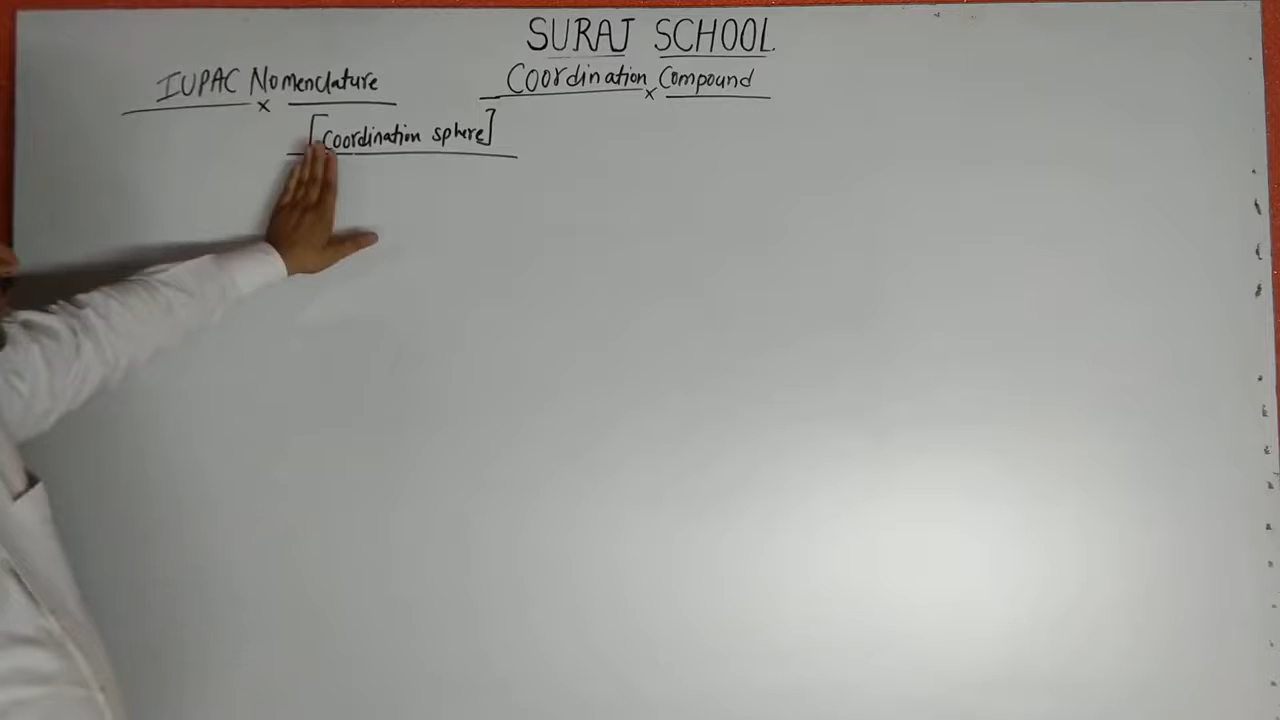 SURAJ SCHOOL
IUPAC Nomenclature
Coordination Compound
[Coordination sphere]